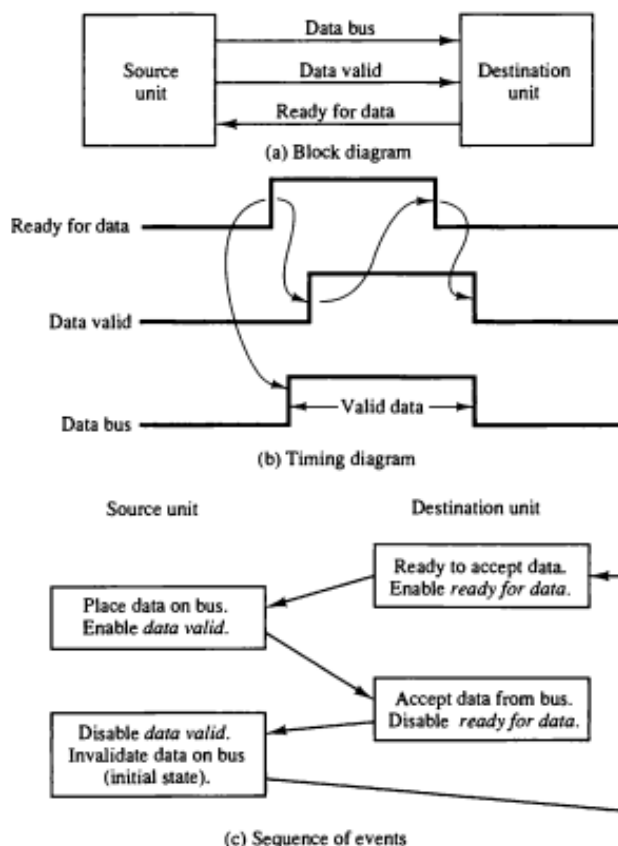 Data bus
Source
unit
Data valid
Destination
unit
Ready for data
(a) Block diagram
Ready for data
Data valid
Valid data
Data bus
(b) Timing diagram
Source unit
Destination unit
Ready to accept data.
Enable ready for data.
Place data on bus.
Enable data valid.
Accept data from bus.
Disable ready for data.
Disable data valid.
Invalidate data on bus
(initial state).
(c) Sequence of events